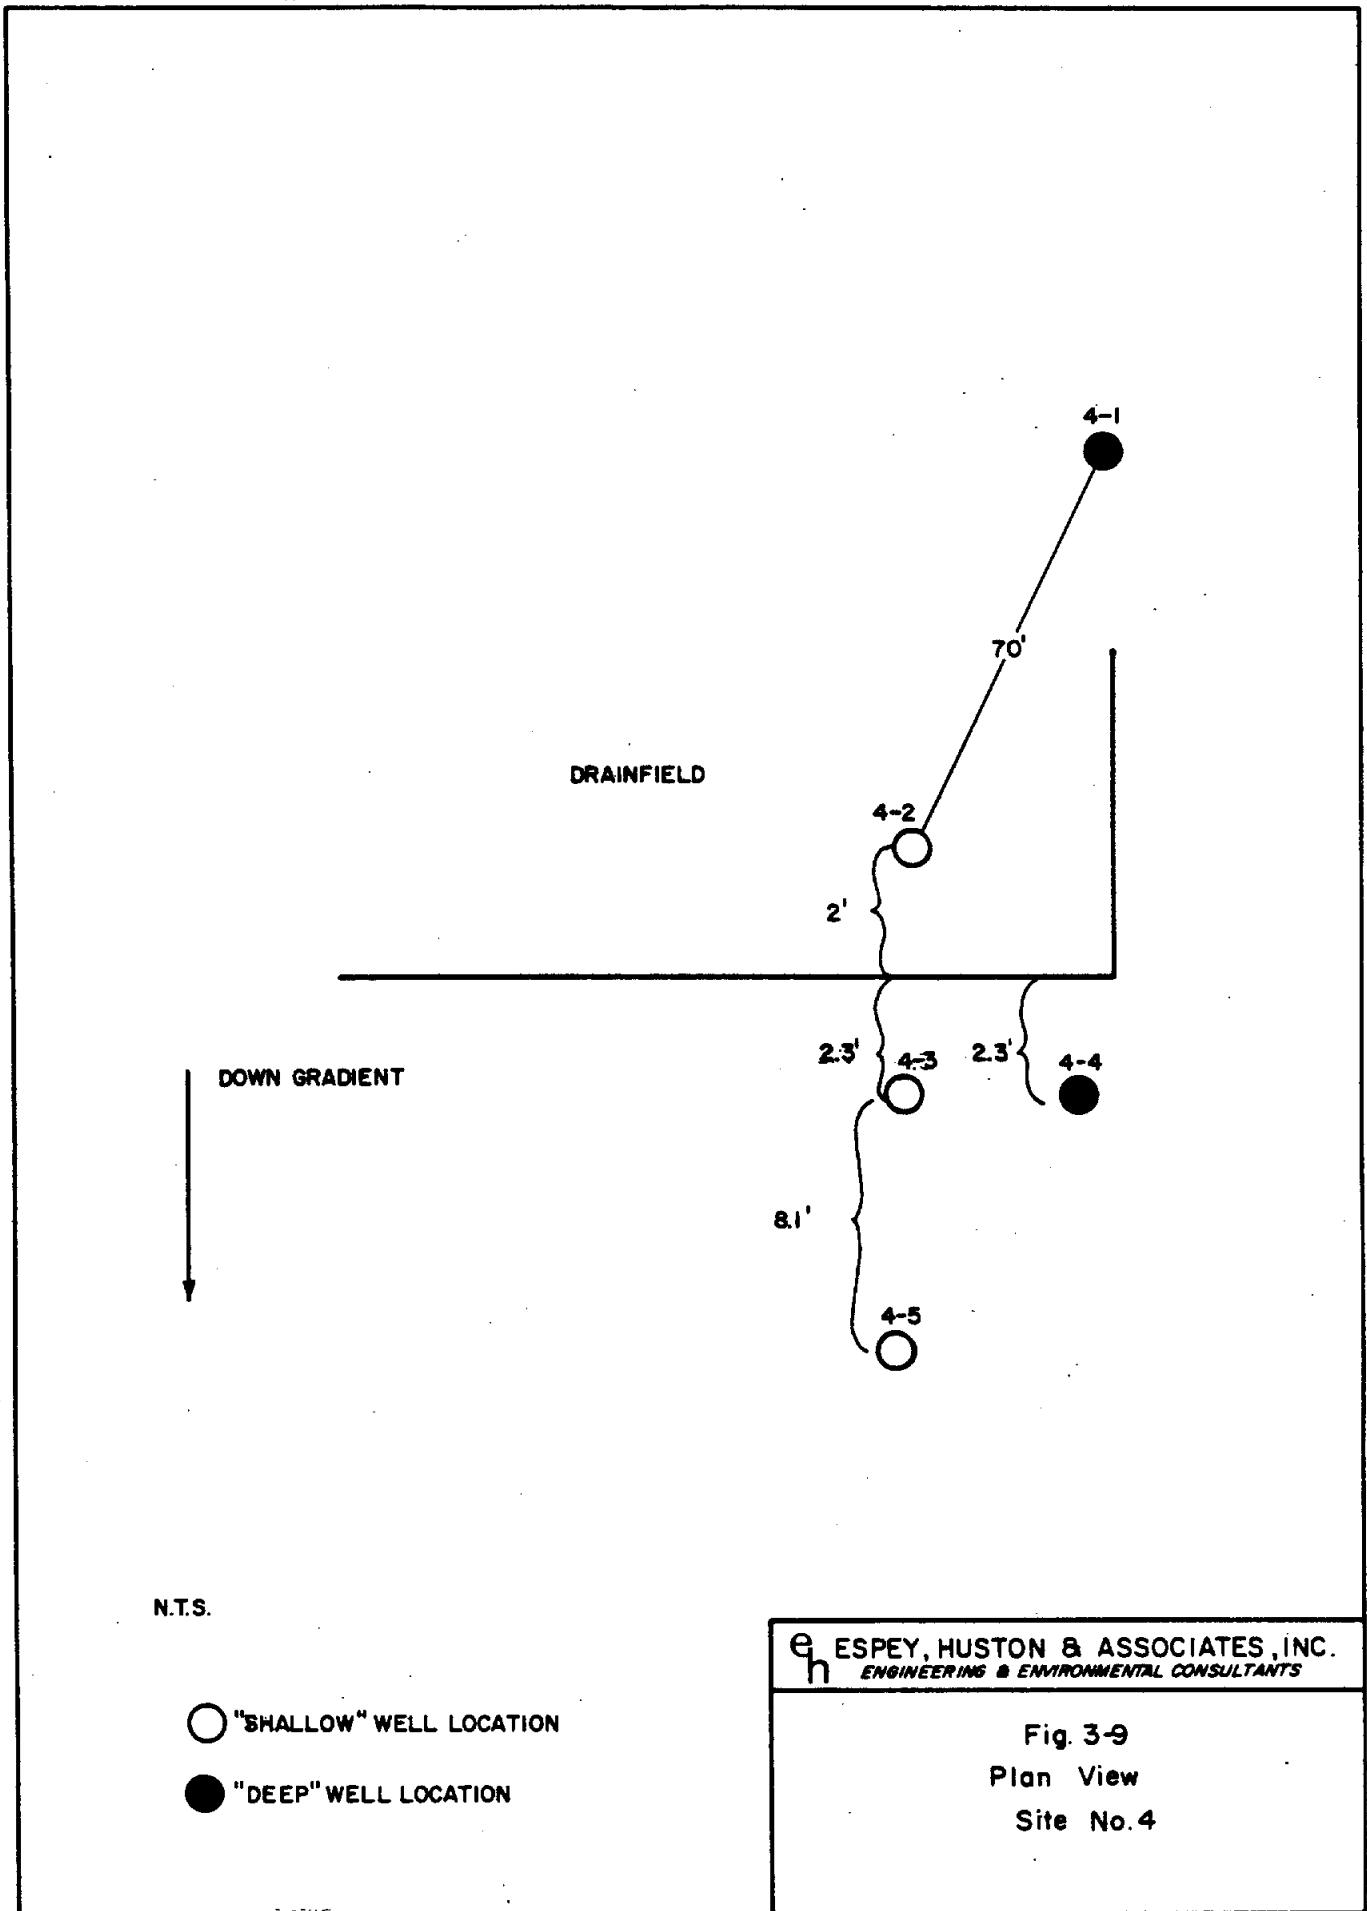 4-1
70'
DRAINFIELD
4-2
2'
2.3'
4-3
2.3'
4-4
DOWN GRADIENT
8.1'
4-5
N.T.S.
eh ESPEY, HUSTON & ASSOCIATES, INC.
ENGINEERING & ENVIRONMENTAL CONSULTANTS
"SHALLOW" WELL LOCATION
"DEEP" WELL LOCATION
Fig. 3-9
Plan View
Site No. 4